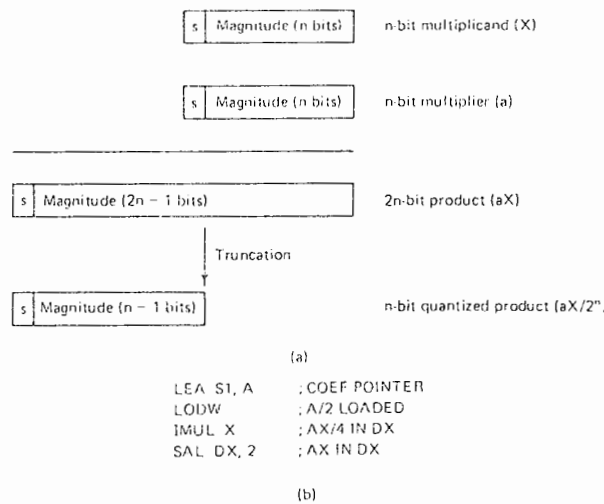 s Magnitude (n bits) n-bit multiplicand (X)
s Magnitude (n bits) n-bit multiplier (a)
s Magnitude (2n − 1 bits) 2n-bit product (aX)
Truncation
s Magnitude (n − 1 bits) n-bit quantized product (aX/2ⁿ)
(a)
LEA S1, A ; COEF POINTER
LODW ; A/2 LOADED
IMUL X ; AX/4 IN DX
SAL DX, 2 ; AX IN DX
(b)